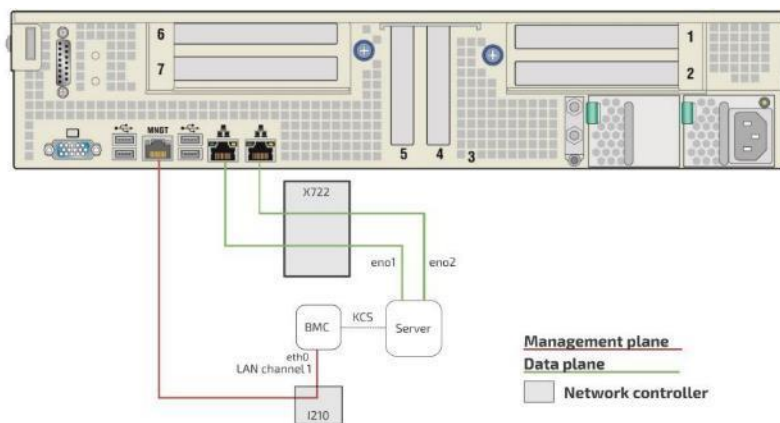 6
7
1
2
MNGT
5
4
3
X722
eno1
eno2
BMC
KCS
Server
eth0
LAN channel 1
I210
Management plane
Data plane
Network controller